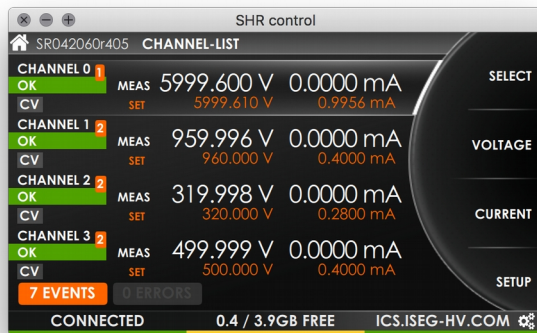 SHR control
SR042060r405 CHANNEL-LIST
CHANNEL 0 1
OK MEAS 5999.600 V 0.0000 mA
CV SET 5999.610 V 0.9956 mA
CHANNEL 1 2
OK MEAS 959.996 V 0.0000 mA
CV SET 960.000 V 0.4000 mA
CHANNEL 2 2
OK MEAS 319.998 V 0.0000 mA
CV SET 320.000 V 0.2800 mA
CHANNEL 3 2
OK MEAS 499.999 V 0.0000 mA
CV SET 500.000 V 0.4000 mA
SELECT
VOLTAGE
CURRENT
SETUP
7 EVENTS 0 ERRORS
CONNECTED 0.4 / 3.9GB FREE ICS.ISEG-HV.COM